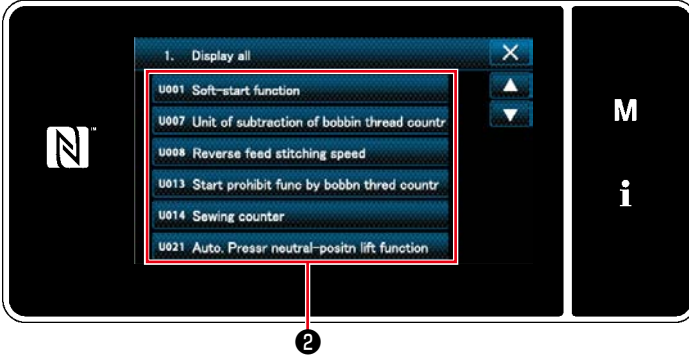 1. Display all
U001 Soft-start function
U007 Unit of subtraction of bobbin thread countr
U008 Reverse feed stitching speed
U013 Start prohibit func by bobbn thred countr
U014 Sewing counter
U021 Auto. Pressr neutral-positn lift function
N
M
i
❷